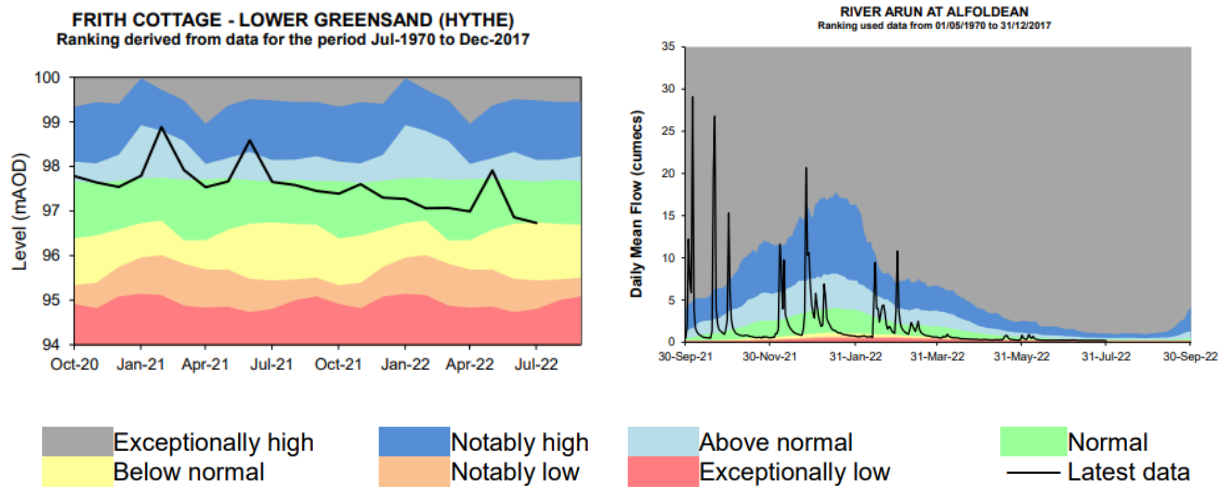 FRITH COTTAGE - LOWER GREENSAND (HYTHE)
Ranking derived from data for the period Jul-1970 to Dec-2017
Level (mAOD)
100
99
98
97
96
95
94
Oct-20 Jan-21 Apr-21 Jul-21 Oct-21 Jan-22 Apr-22 Jul-22
RIVER ARUN AT ALFOLDEAN
Ranking used data from 01/05/1970 to 31/12/2017
Daily Mean Flow (cumecs)
35
30
25
20
15
10
5
0
30-Sep-21 30-Nov-21 31-Jan-22 31-Mar-22 31-May-22 31-Jul-22 30-Sep-22
Exceptionally high Notably high Above normal Normal
Below normal Notably low Exceptionally low Latest data